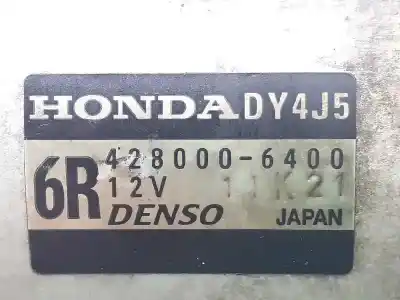 HONDA DY4J5
6R 428000-6400
12V 11K21
DENSO JAPAN